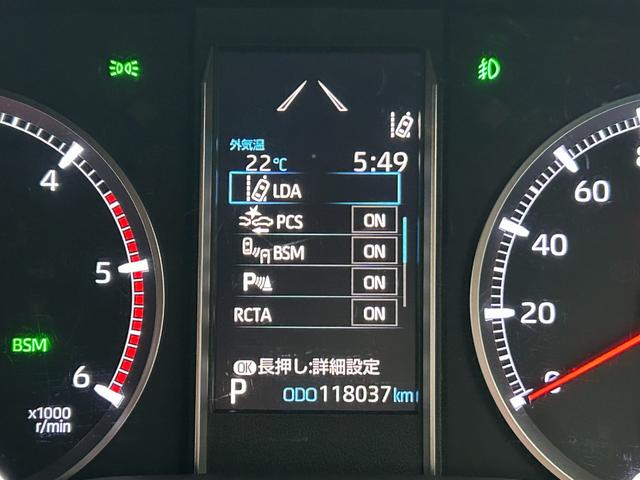 外気温
22℃ 5:49
LDA
PCS ON
BSM ON
P ON
RCTA ON
OK 長押し:詳細設定
P ODO 118037 km
4
5
6
x1000
r/min
BSM
60
40
20
0